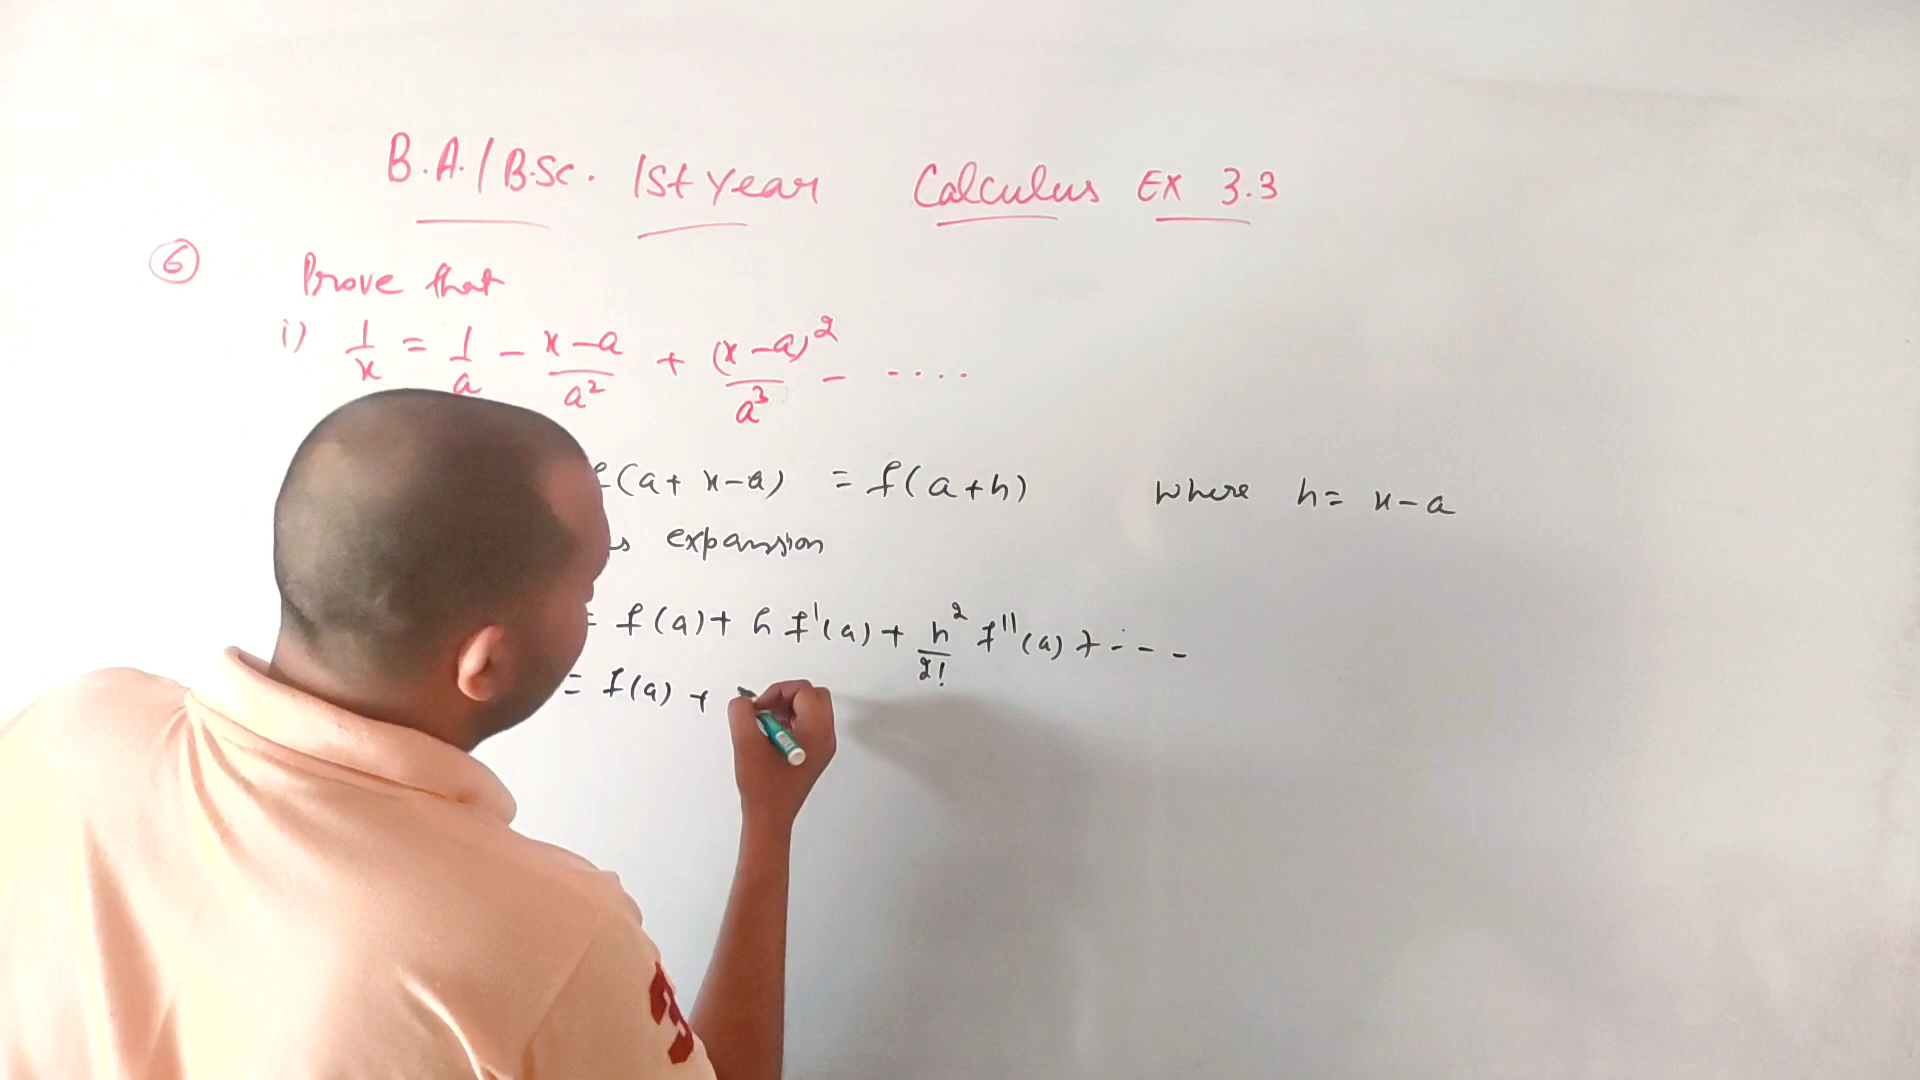 B.A./B.Sc. 1st Year Calculus Ex 3.3
6 Prove that
i) 1/x = 1/a - x-a/a² + (x-a)²/a³ - ....
(a+x-a) = f(a+h) where h = x-a
expansion
= f(a) + h f'(a) + h²/2! f''(a) + ---
= f(a) +
3